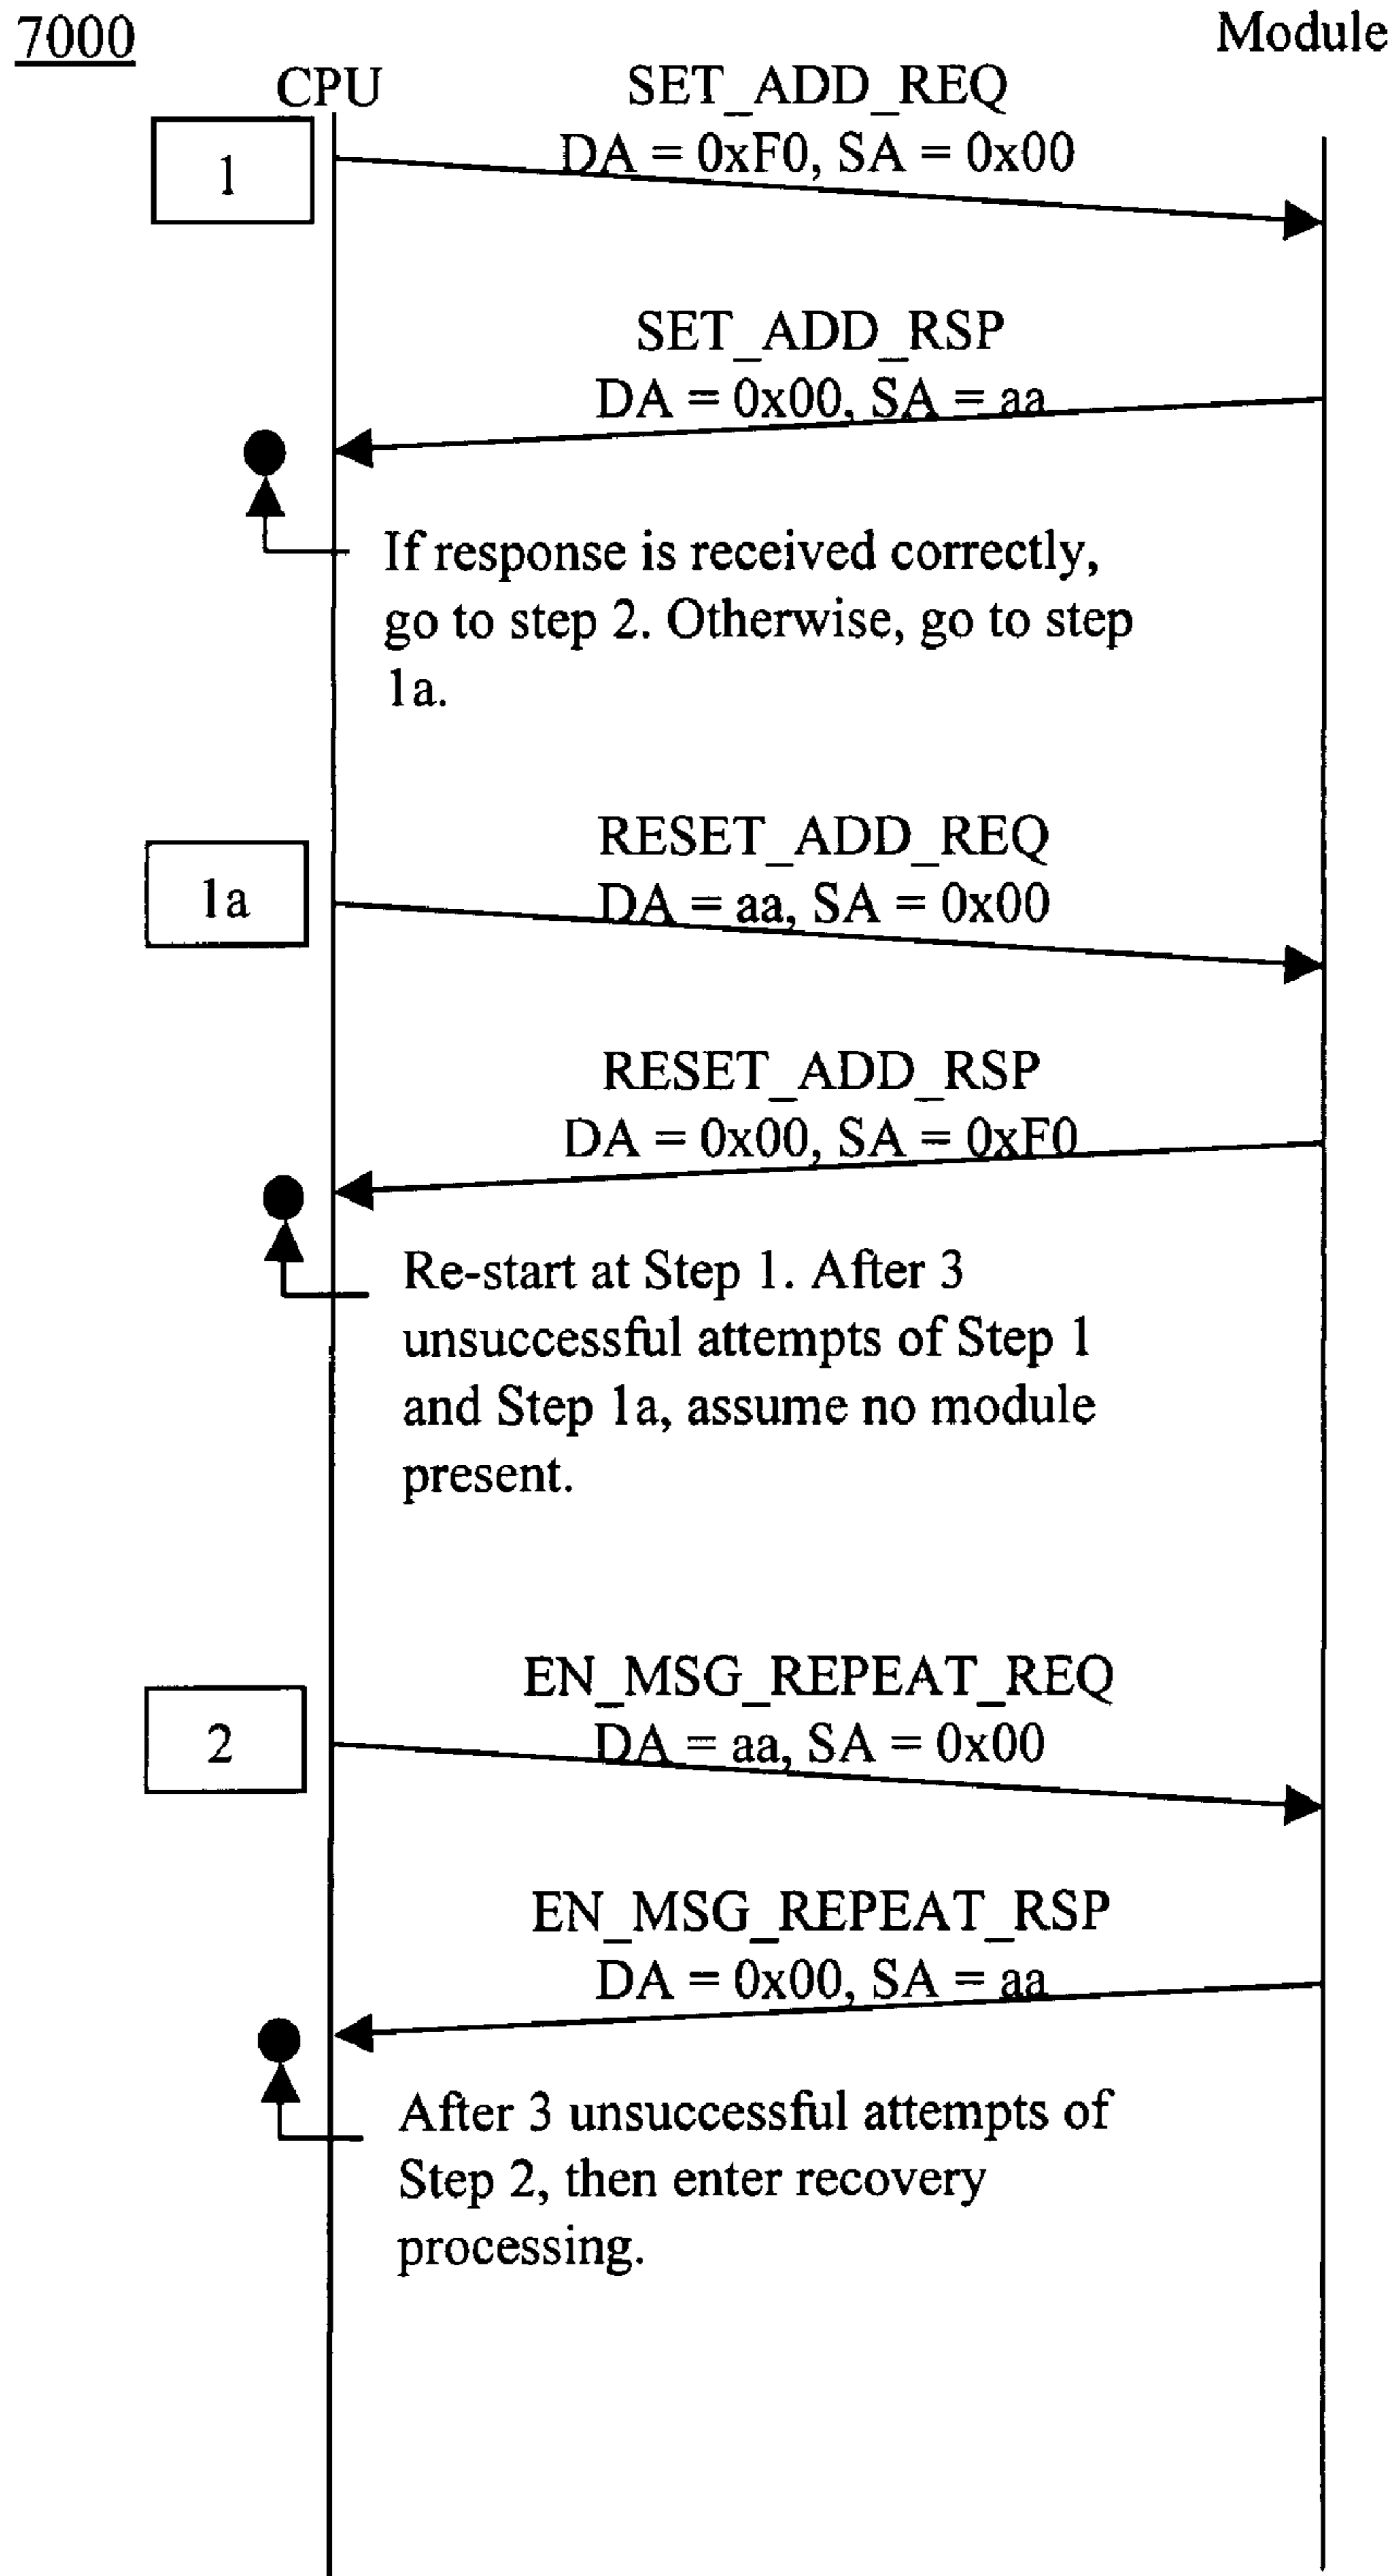 7000
Module
CPU
SET_ADD_REQ
DA = 0xF0, SA = 0x00
1
SET_ADD_RSP
DA = 0x00, SA = aa
If response is received correctly,
go to step 2. Otherwise, go to step
1a.
RESET_ADD_REQ
1a
DA = aa, SA = 0x00
RESET_ADD_RSP
DA = 0x00, SA = 0xF0
Re-start at Step 1. After 3
unsuccessful attempts of Step 1
and Step 1a, assume no module
present.
EN_MSG_REPEAT_REQ
2
DA = aa, SA = 0x00
EN_MSG_REPEAT_RSP
DA = 0x00, SA = aa
After 3 unsuccessful attempts of
Step 2, then enter recovery
processing.